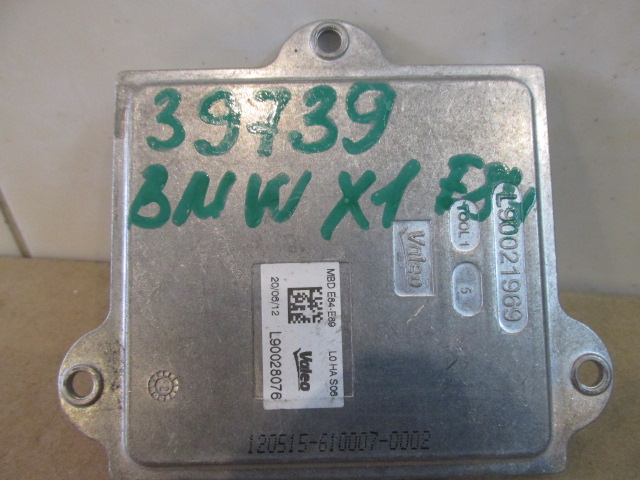 39739
BMW X1 E84
L90021969
TOOL 1
5
Valeo
MBD E84-E89
20/06/12
L0 HA S06
Valeo
L90028076
120515-610007-0002